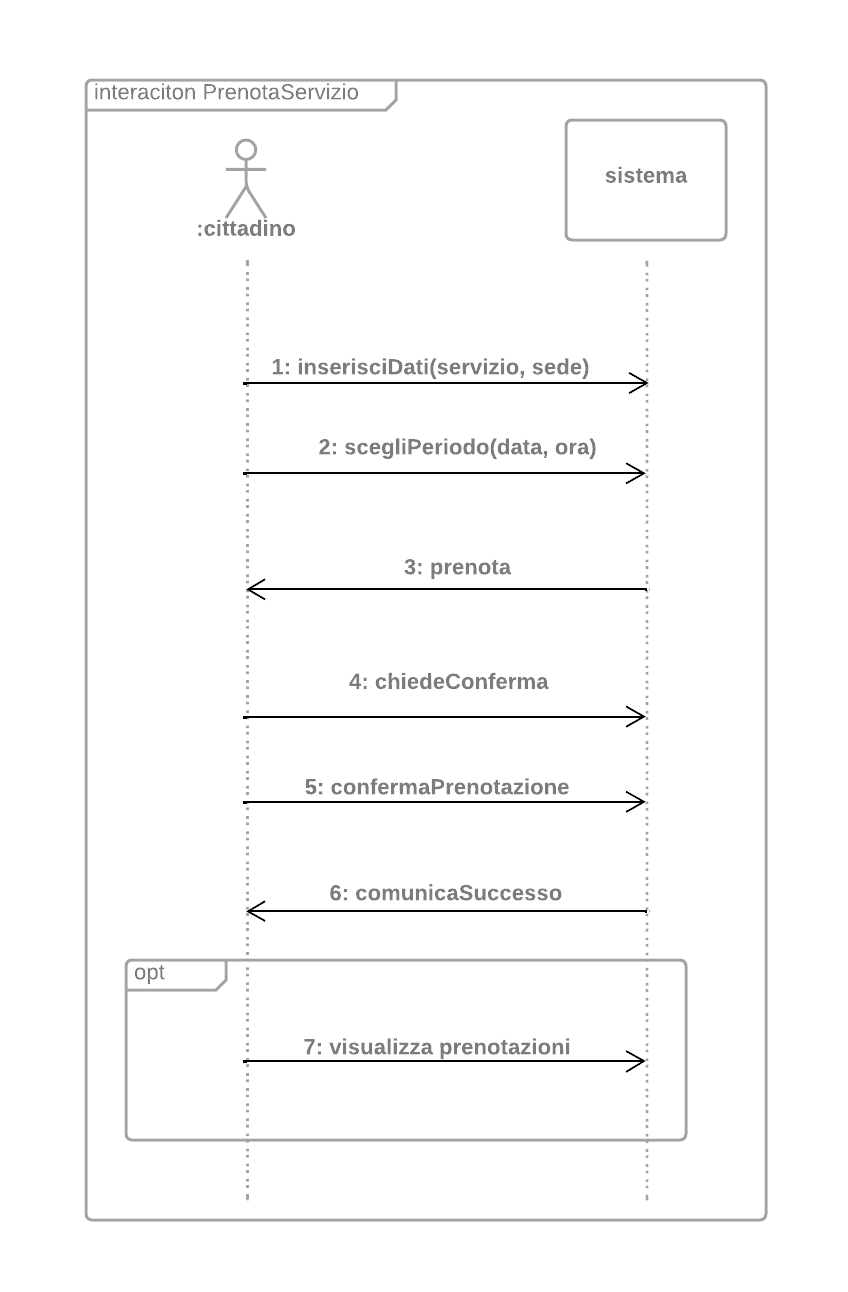 interaciton PrenotaServizio
sistema
:cittadino
1: inserisciDati(servizio, sede)
2: scegliPeriodo(data, ora)
3: prenota
4: chiedeConferma
5: confermaPrenotazione
6: comunicaSuccesso
opt
7: visualizza prenotazioni